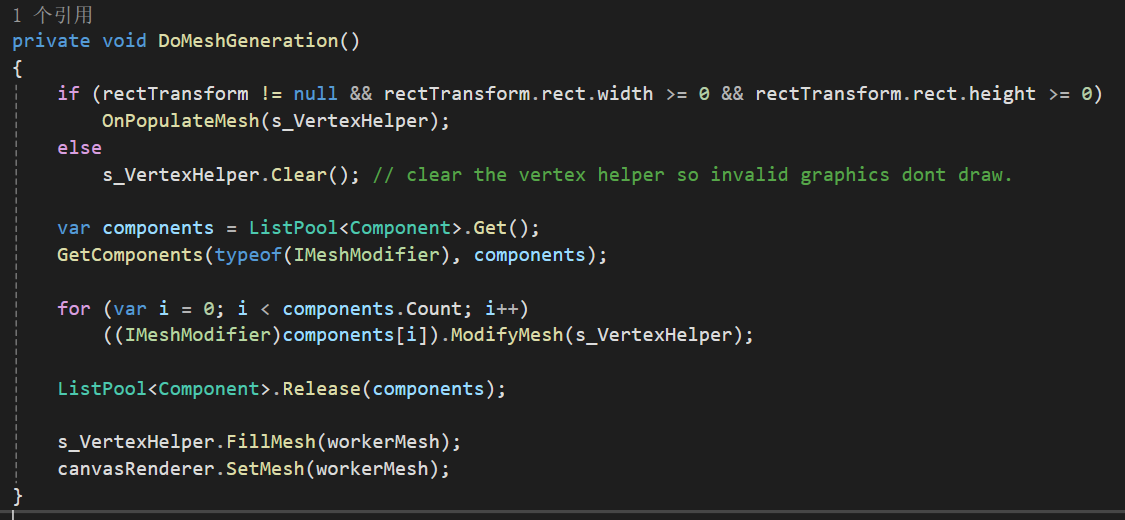 1 个引用
private void DoMeshGeneration()
{
    if (rectTransform != null && rectTransform.rect.width >= 0 && rectTransform.rect.height >= 0)
        OnPopulateMesh(s_VertexHelper);
    else
        s_VertexHelper.Clear(); // clear the vertex helper so invalid graphics dont draw.

    var components = ListPool<Component>.Get();
    GetComponents(typeof(IMeshModifier), components);

    for (var i = 0; i < components.Count; i++)
        ((IMeshModifier)components[i]).ModifyMesh(s_VertexHelper);

    ListPool<Component>.Release(components);

    s_VertexHelper.FillMesh(workerMesh);
    canvasRenderer.SetMesh(workerMesh);
}